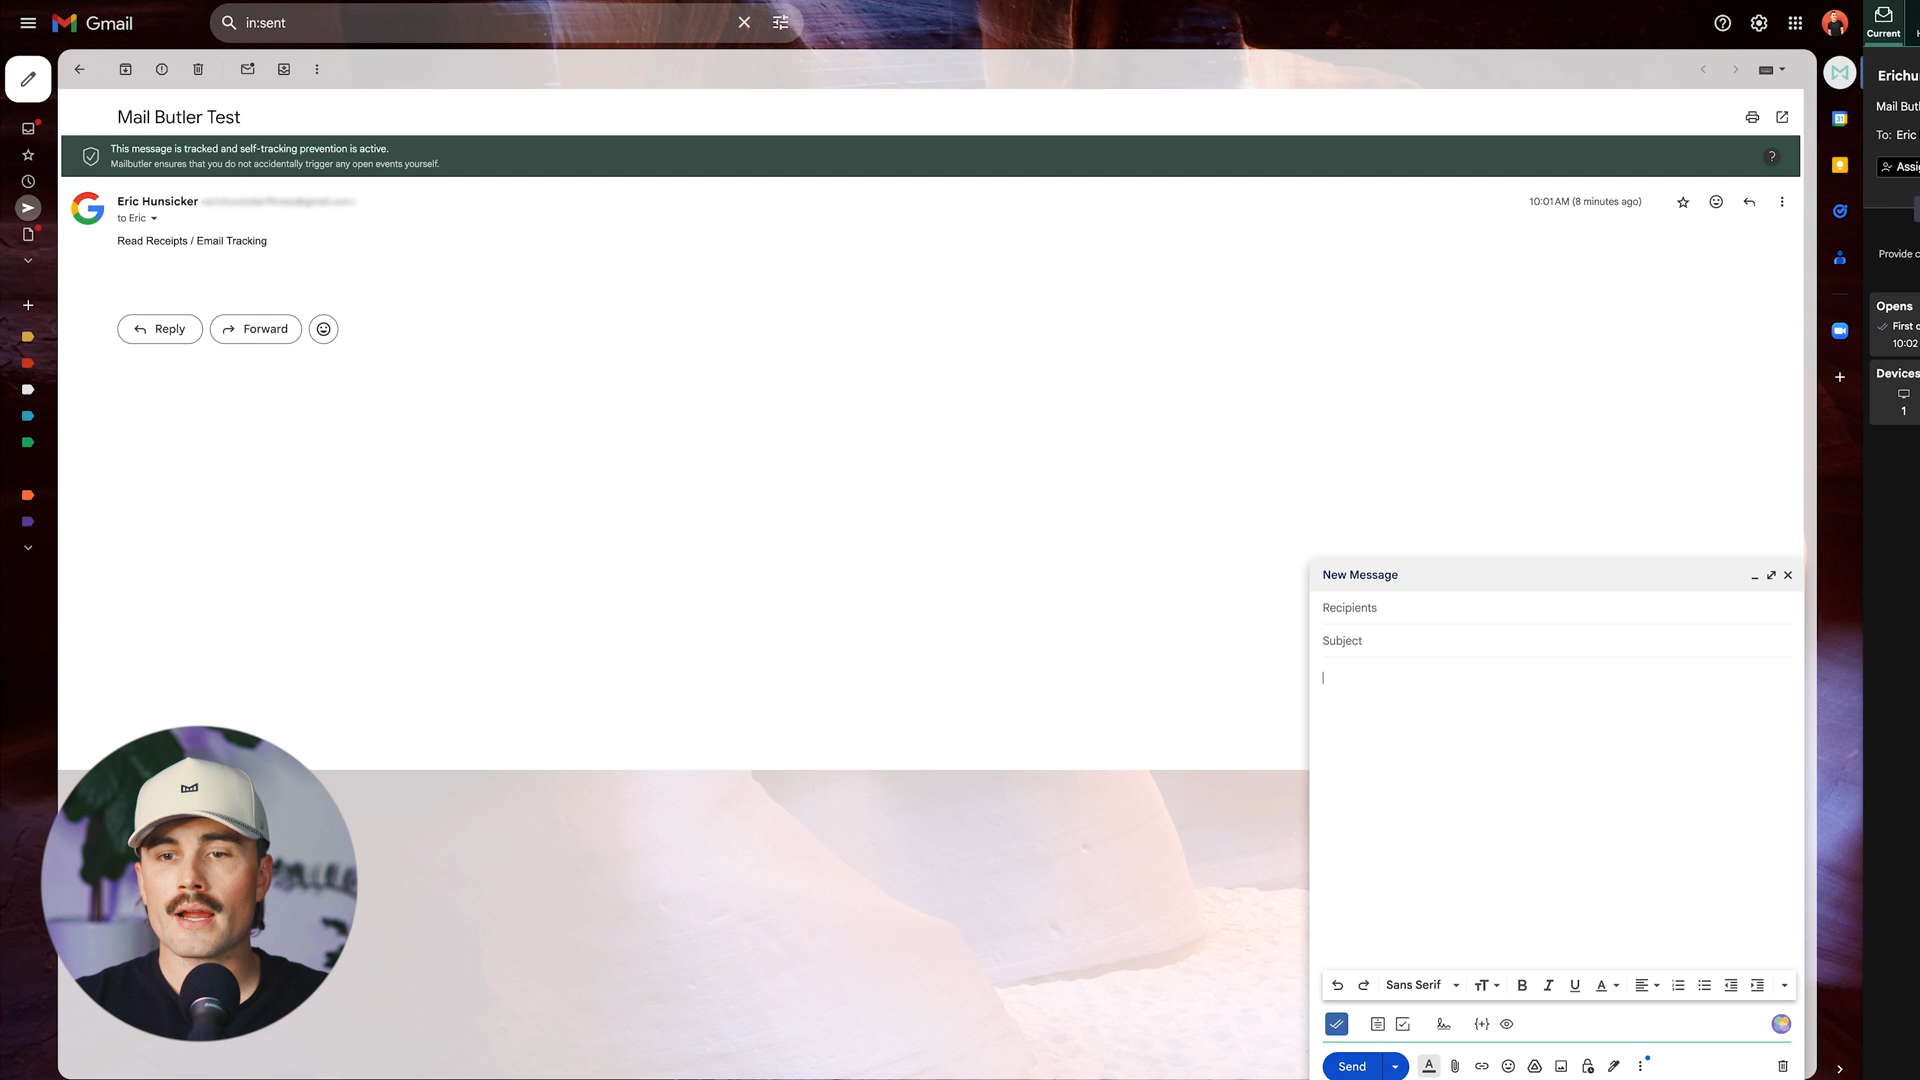 Gmail
in:sent
Current
Mail Butler Test
This message is tracked and self-tracking prevention is active.
Mailbutler ensures that you do not accidentally trigger any open events yourself.
?
Eric Hunsicker
10:01 AM (8 minutes ago)
to Eric
Read Receipts / Email Tracking
Reply
Forward
Erichu
Mail But
To: Eric
Assig
31
Provide c
Opens
First o
10:02
Devices
1
New Message
Recipients
Subject
Sans Serif
B I U A
{+}
Send
A